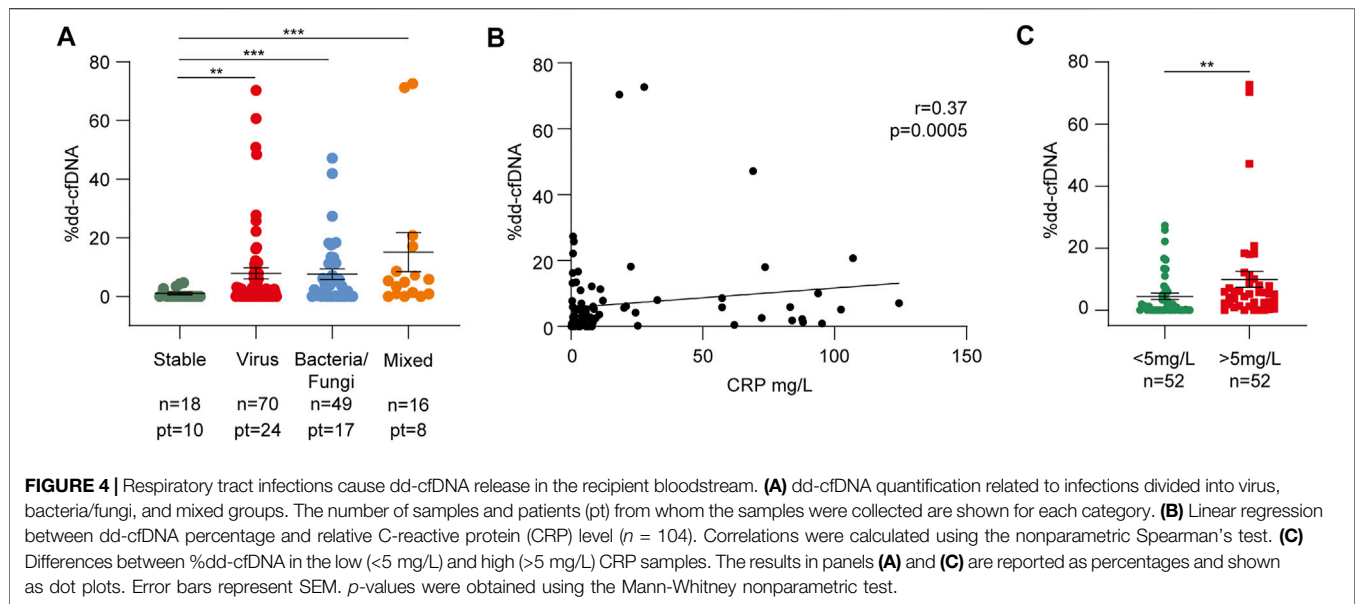 A
***
***
**
80
60
40
20
0
%dd-cfDNA
Stable Virus Bacteria/ Mixed
Fungi
n=18 n=70 n=49 n=16
pt=10 pt=24 pt=17 pt=8
B
80
60
40
20
0
%dd-cfDNA
r=0.37
p=0.0005
0 50 100 150
CRP mg/L
C
**
80
60
40
20
0
%dd-cfDNA
<5mg/L >5mg/L
n=52 n=52
FIGURE 4 | Respiratory tract infections cause dd-cfDNA release in the recipient bloodstream. (A) dd-cfDNA quantification related to infections divided into virus,
bacteria/fungi, and mixed groups. The number of samples and patients (pt) from whom the samples were collected are shown for each category. (B) Linear regression
between dd-cfDNA percentage and relative C-reactive protein (CRP) level (n = 104). Correlations were calculated using the nonparametric Spearman's test. (C)
Differences between %dd-cfDNA in the low (<5 mg/L) and high (>5 mg/L) CRP samples. The results in panels (A) and (C) are reported as percentages and shown
as dot plots. Error bars represent SEM. p-values were obtained using the Mann-Whitney nonparametric test.